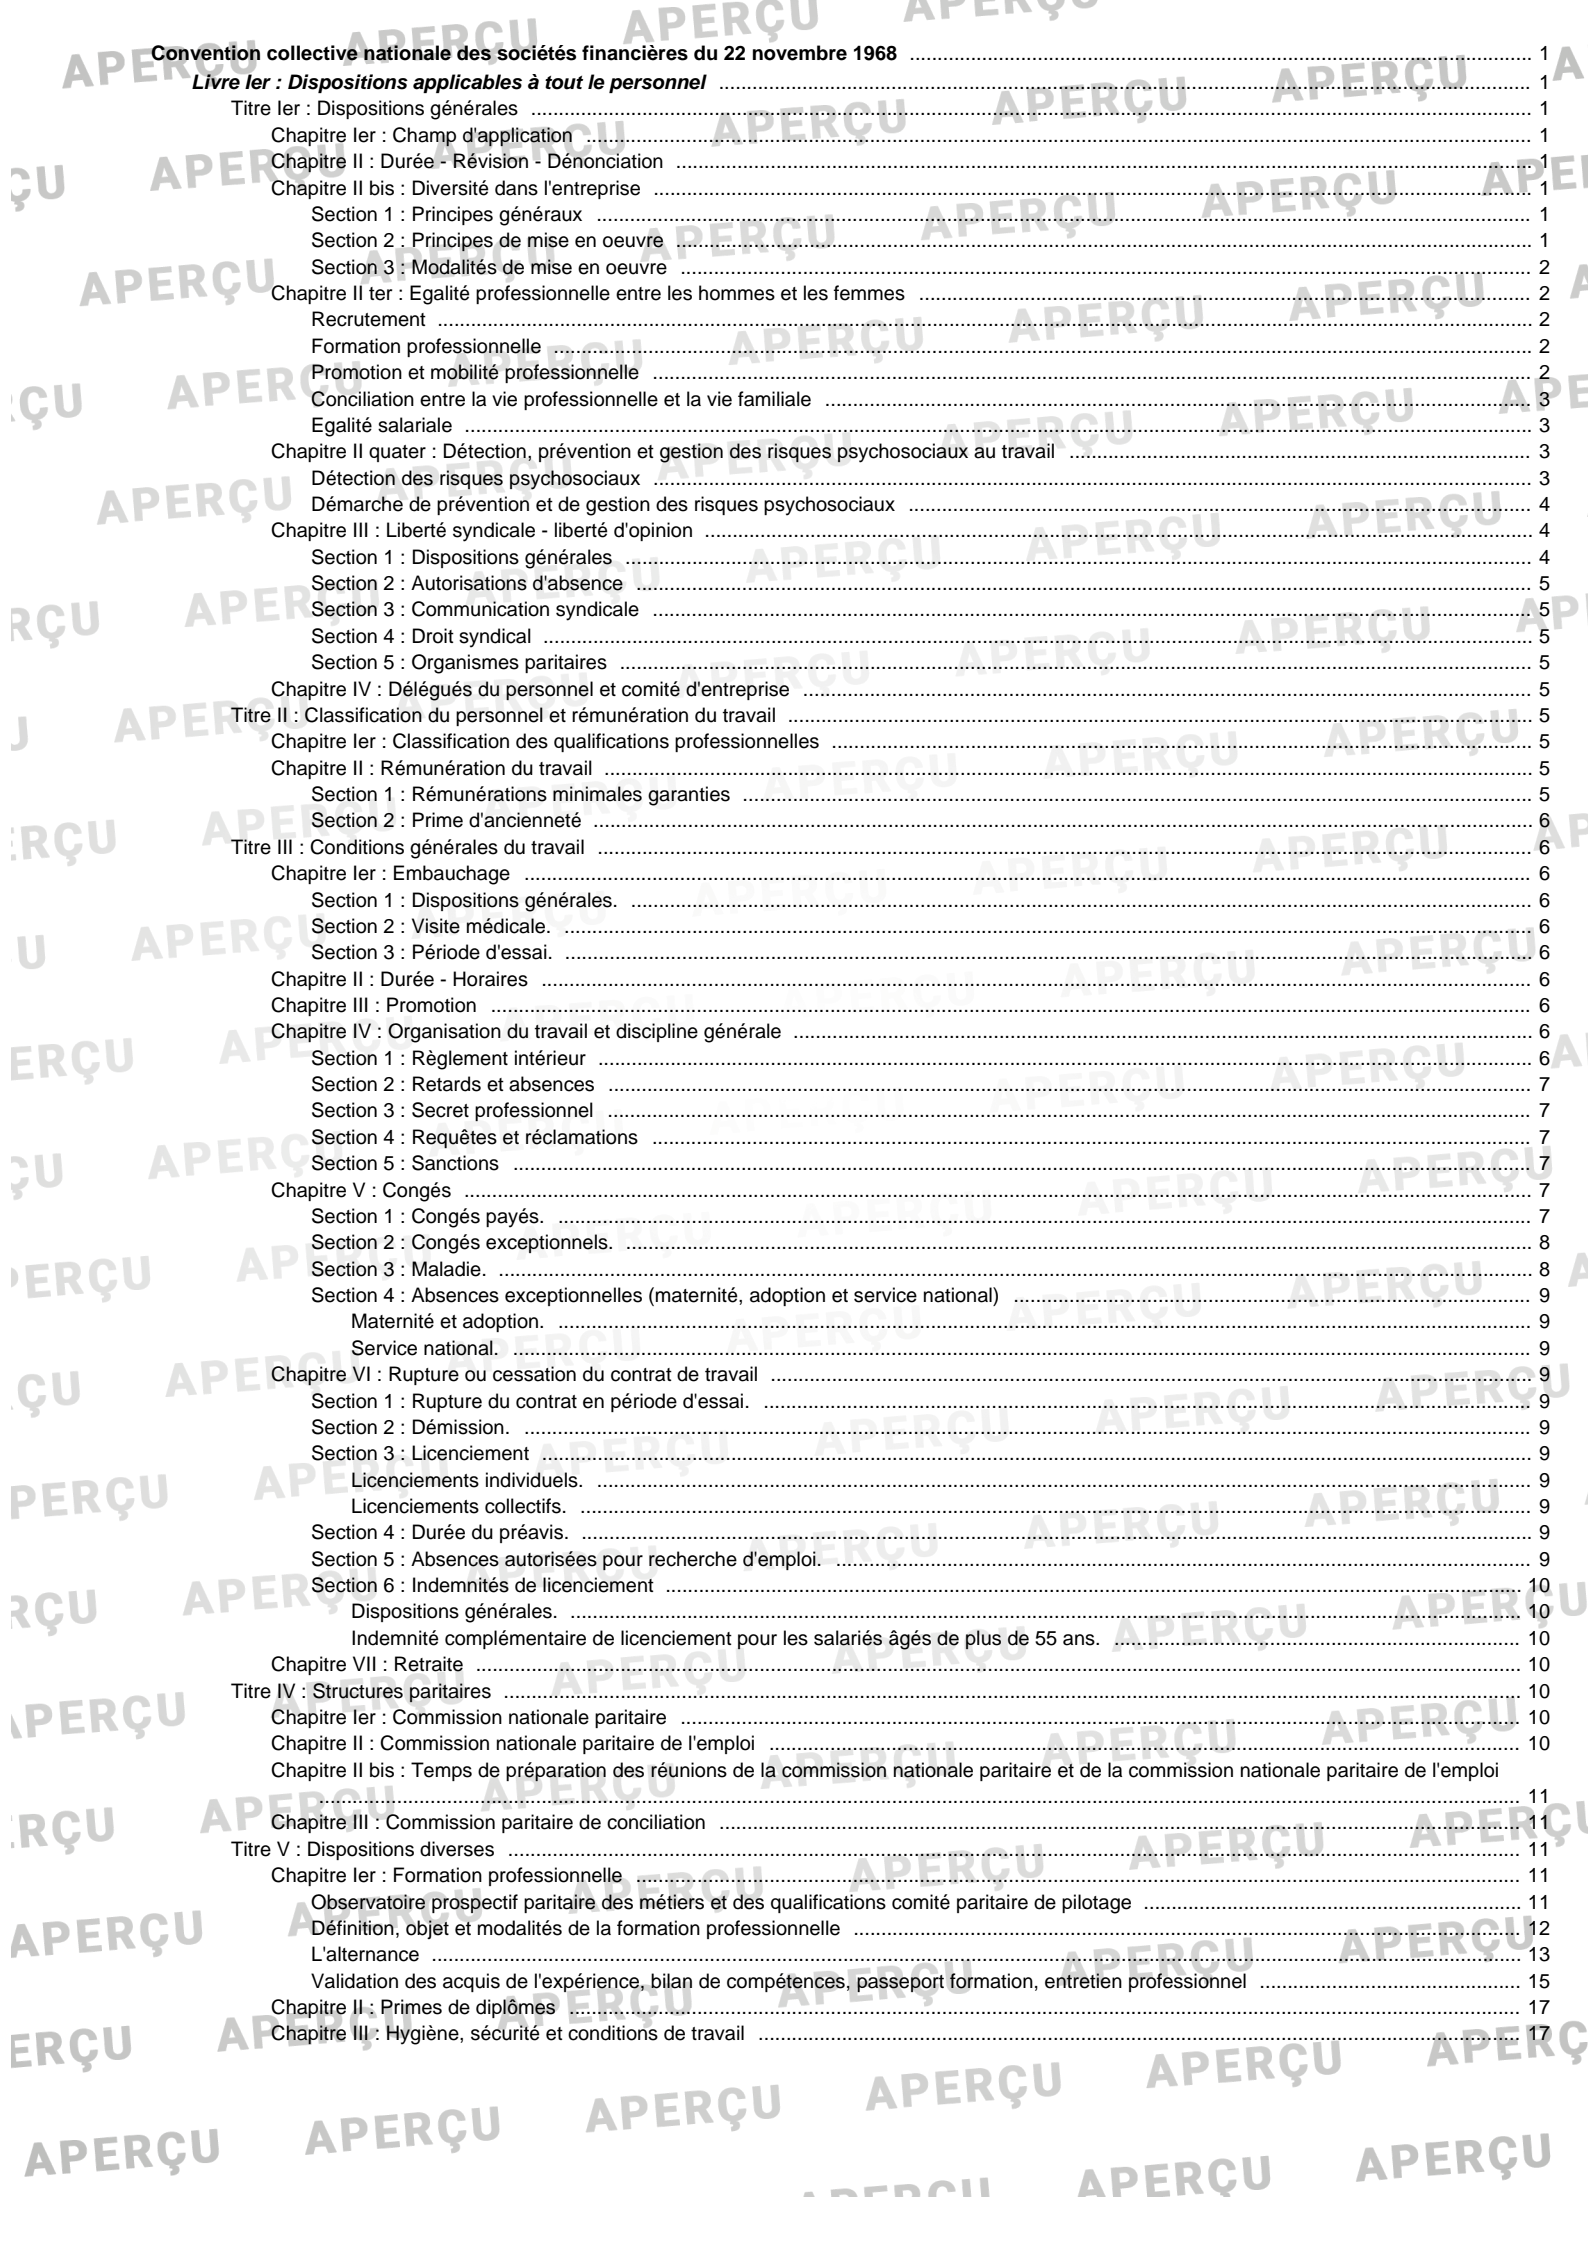 Convention collective nationale des sociétés financières du 22 novembre 1968 ... 1
Livre Ier : Dispositions applicables à tout le personnel ... 1
Titre Ier : Dispositions générales ... 1
Chapitre Ier : Champ d'application ... 1
Chapitre II : Durée - Révision - Dénonciation ... 1
Chapitre II bis : Diversité dans l'entreprise ... 1
Section 1 : Principes généraux ... 1
Section 2 : Principes de mise en oeuvre ... 1
Section 3 : Modalités de mise en oeuvre ... 2
Chapitre II ter : Egalité professionnelle entre les hommes et les femmes ... 2
Recrutement ... 2
Formation professionnelle ... 2
Promotion et mobilité professionnelle ... 2
Conciliation entre la vie professionnelle et la vie familiale ... 3
Egalité salariale ... 3
Chapitre II quater : Détection, prévention et gestion des risques psychosociaux au travail ... 3
Détection des risques psychosociaux ... 3
Démarche de prévention et de gestion des risques psychosociaux ... 4
Chapitre III : Liberté syndicale - liberté d'opinion ... 4
Section 1 : Dispositions générales ... 4
Section 2 : Autorisations d'absence ... 5
Section 3 : Communication syndicale ... 5
Section 4 : Droit syndical ... 5
Section 5 : Organismes paritaires ... 5
Chapitre IV : Délégués du personnel et comité d'entreprise ... 5
Titre II : Classification du personnel et rémunération du travail ... 5
Chapitre Ier : Classification des qualifications professionnelles ... 5
Chapitre II : Rémunération du travail ... 5
Section 1 : Rémunérations minimales garanties ... 5
Section 2 : Prime d'ancienneté ... 6
Titre III : Conditions générales du travail ... 6
Chapitre Ier : Embauchage ... 6
Section 1 : Dispositions générales. ... 6
Section 2 : Visite médicale. ... 6
Section 3 : Période d'essai. ... 6
Chapitre II : Durée - Horaires ... 6
Chapitre III : Promotion ... 6
Chapitre IV : Organisation du travail et discipline générale ... 6
Section 1 : Règlement intérieur ... 6
Section 2 : Retards et absences ... 7
Section 3 : Secret professionnel ... 7
Section 4 : Requêtes et réclamations ... 7
Section 5 : Sanctions ... 7
Chapitre V : Congés ... 7
Section 1 : Congés payés. ... 7
Section 2 : Congés exceptionnels. ... 8
Section 3 : Maladie. ... 8
Section 4 : Absences exceptionnelles (maternité, adoption et service national) ... 9
Maternité et adoption. ... 9
Service national. ... 9
Chapitre VI : Rupture ou cessation du contrat de travail ... 9
Section 1 : Rupture du contrat en période d'essai. ... 9
Section 2 : Démission. ... 9
Section 3 : Licenciement ... 9
Licenciements individuels. ... 9
Licenciements collectifs. ... 9
Section 4 : Durée du préavis. ... 9
Section 5 : Absences autorisées pour recherche d'emploi. ... 9
Section 6 : Indemnités de licenciement ... 10
Dispositions générales. ... 10
Indemnité complémentaire de licenciement pour les salariés âgés de plus de 55 ans. ... 10
Chapitre VII : Retraite ... 10
Titre IV : Structures paritaires ... 10
Chapitre Ier : Commission nationale paritaire ... 10
Chapitre II : Commission nationale paritaire de l'emploi ... 10
Chapitre II bis : Temps de préparation des réunions de la commission nationale paritaire et de la commission nationale paritaire de l'emploi
... 11
Chapitre III : Commission paritaire de conciliation ... 11
Titre V : Dispositions diverses ... 11
Chapitre Ier : Formation professionnelle ... 11
Observatoire prospectif paritaire des métiers et des qualifications comité paritaire de pilotage ... 11
Définition, objet et modalités de la formation professionnelle ... 12
L'alternance ... 13
Validation des acquis de l'expérience, bilan de compétences, passeport formation, entretien professionnel ... 15
Chapitre II : Primes de diplômes ... 17
Chapitre III : Hygiène, sécurité et conditions de travail ... 17
APERÇU